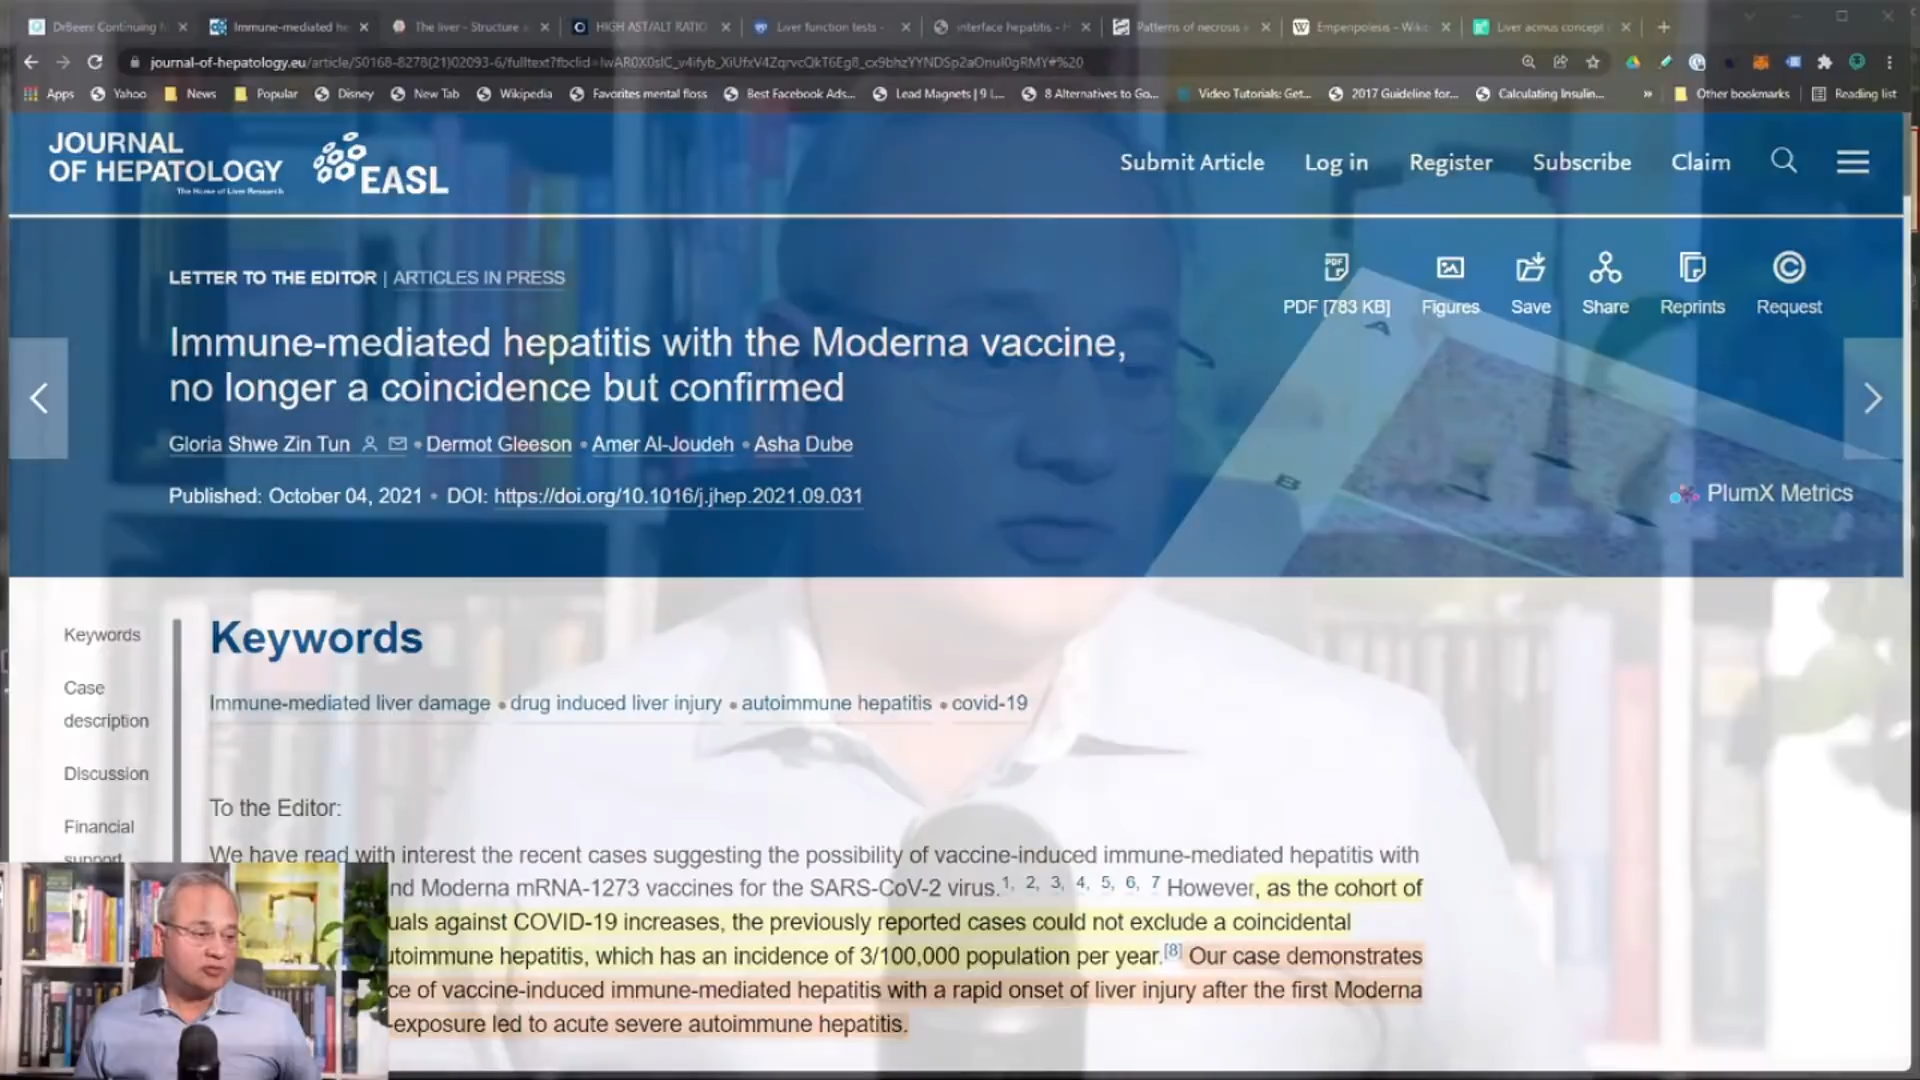 DrBeen: Continuing
Immune-mediated he
The liver - Structure
HIGH AST/ALT RATIO
Liver function tests -
interface hepatitis -
Patterns of necrosis
Emperipolesis - Wiki
Liver acinus concept
journal-of-hepatology.eu/article/S0168-8278(21)02093-6/fulltext?fbclid=
Apps Yahoo News Popular Disney New Tab Wikipedia Favorites mental floss Best Facebook Ads... Lead Magnets | 9 L... 8 Alternatives to Go... Video Tutorials: Get... 2017 Guideline for... Calculating Insulin... » Other bookmarks Reading list
JOURNAL
OF HEPATOLOGY
The Home of Liver Research
EASL
Submit Article Log in Register Subscribe Claim
LETTER TO THE EDITOR | ARTICLES IN PRESS
PDF [783 KB] Figures Save Share Reprints Request
Immune-mediated hepatitis with the Moderna vaccine,
no longer a coincidence but confirmed
Gloria Shwe Zin Tun • Dermot Gleeson • Amer Al-Joudeh • Asha Dube
Published: October 04, 2021 • DOI: https://doi.org/10.1016/j.jhep.2021.09.031
PlumX Metrics
A
B
Keywords
Case
description
Discussion
Financial
support
Keywords
Immune-mediated liver damage • drug induced liver injury • autoimmune hepatitis • covid-19
To the Editor:
We have read with interest the recent cases suggesting the possibility of vaccine-induced immune-mediated hepatitis with
nd Moderna mRNA-1273 vaccines for the SARS-CoV-2 virus.1, 2, 3, 4, 5, 6, 7 However, as the cohort of
uals against COVID-19 increases, the previously reported cases could not exclude a coincidental
utoimmune hepatitis, which has an incidence of 3/100,000 population per year.[8] Our case demonstrates
ce of vaccine-induced immune-mediated hepatitis with a rapid onset of liver injury after the first Moderna
-exposure led to acute severe autoimmune hepatitis.